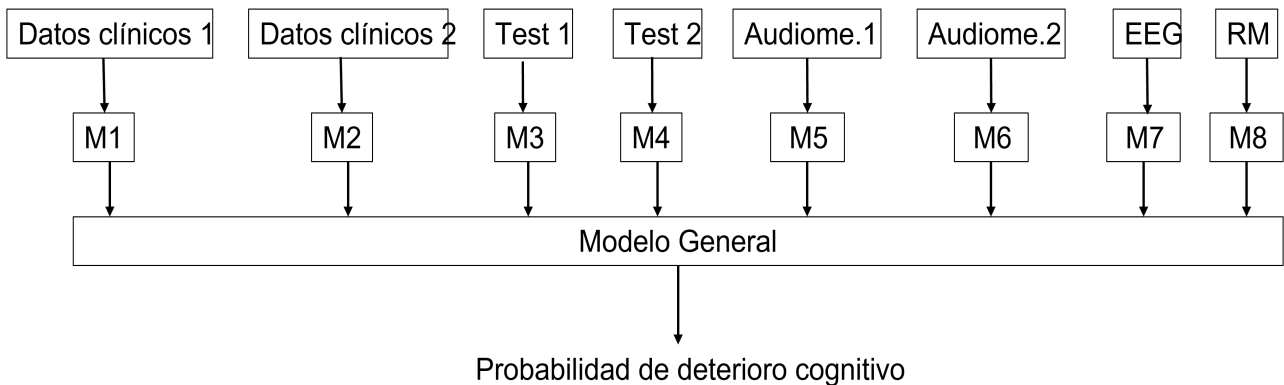 Datos clínicos 1
Datos clínicos 2
Test 1
Test 2
Audiome.1
Audiome.2
EEG
RM
M1
M2
M3
M4
M5
M6
M7
M8
Modelo General
Probabilidad de deterioro cognitivo